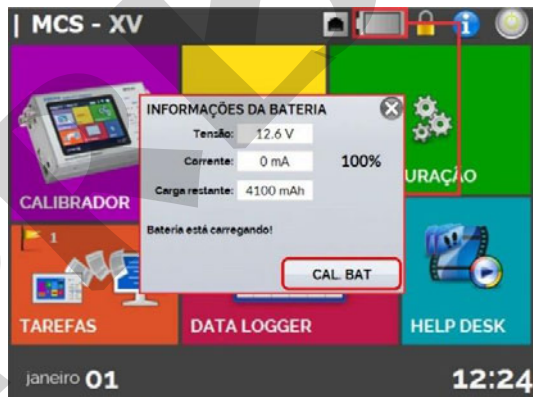 | MCS - XV
INFORMAÇÕES DA BATERIA
Tensão: 12.6 V
Corrente: 0 mA
100%
Carga restante: 4100 mAh
Bateria está carregando!
CAL. BAT
URAÇÃO
CALIBRADOR
1
TAREFAS
DATA LOGGER
HELP DESK
janeiro 01
12:24